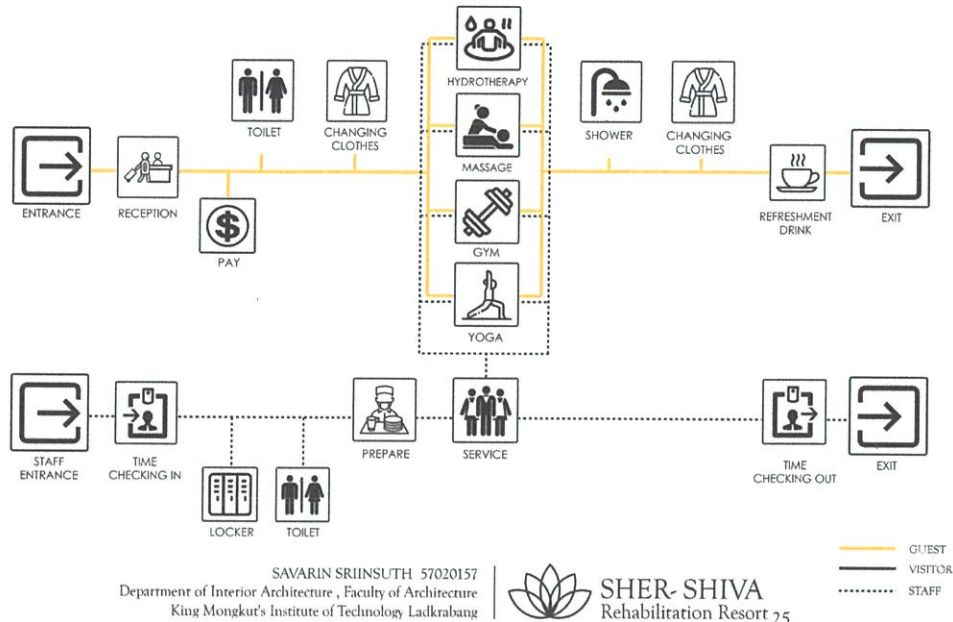 HYDROTHERAPY
TOILET
CHANGING
CLOTHES
MASSAGE
SHOWER
CHANGING
CLOTHES
ENTRANCE
RECEPTION
PAY
GYM
REFRESHMENT
DRINK
EXIT
YOGA
STAFF
ENTRANCE
TIME
CHECKING IN
LOCKER
TOILET
PREPARE
SERVICE
TIME
CHECKING OUT
EXIT
GUEST
VISITOR
STAFF
SAVARIN SRIINSUTH 57020157
Department of Interior Architecture , Faculty of Architecture
King Mongkut's Institute of Technology Ladkrabang
SHER- SHIVA
Rehabilitation Resort 25